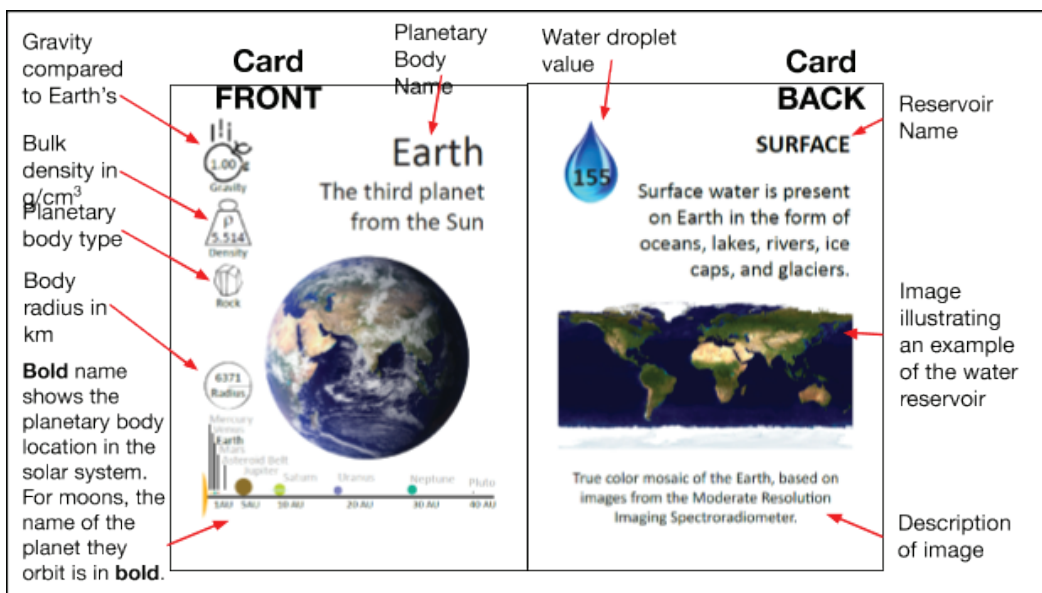 Gravity
compared
to Earth's
Bulk
density in
g/cm³
Planetary
body type
Body
radius in
km
Bold name
shows the
planetary body
location in the
solar system.
For moons, the
name of the
planet they
orbit is in bold.
Card
FRONT
Planetary
Body
Name
1.00 g
Gravity
ρ
5.514
Density
Rock
6371
Radius
Earth
The third planet
from the Sun
Mercury
Venus
Earth
Mars
Asteroid Belt
Jupiter
Saturn
Uranus
Neptune
Pluto
1AU 5AU 10 AU 20 AU 30 AU 40 AU
Water droplet
value
Card
BACK
155
SURFACE
Surface water is present
on Earth in the form of
oceans, lakes, rivers, ice
caps, and glaciers.
True color mosaic of the Earth, based on
images from the Moderate Resolution
Imaging Spectroradiometer.
Reservoir
Name
Image
illustrating
an example
of the water
reservoir
Description
of image